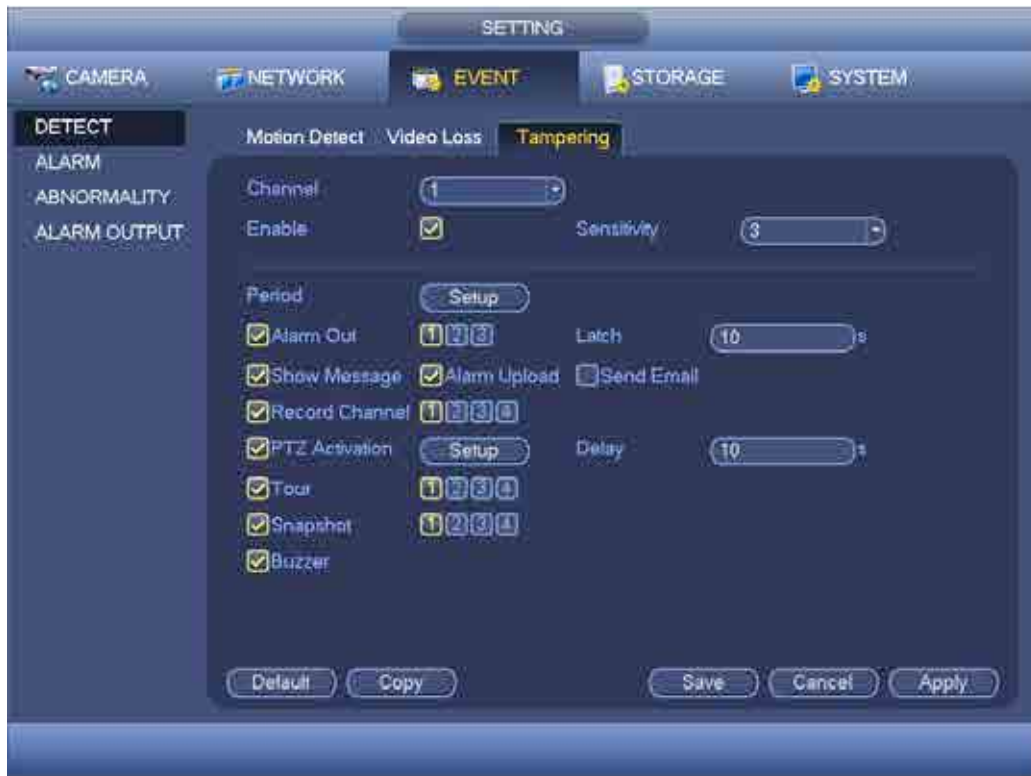 SETTING
CAMERA NETWORK EVENT STORAGE SYSTEM
DETECT
ALARM
ABNORMALITY
ALARM OUTPUT
Motion Detect Video Loss Tampering
Channel 1
Enable Sensitivity 3
Period Setup
Alarm Out 1 2 3 Latch 10 s
Show Message Alarm Upload Send Email
Record Channel 1 2 3 4
PTZ Activation Setup Delay 10 s
Tour 1 2 3 4
Snapshot 1 2 3 4
Buzzer
Default Copy Save Cancel Apply